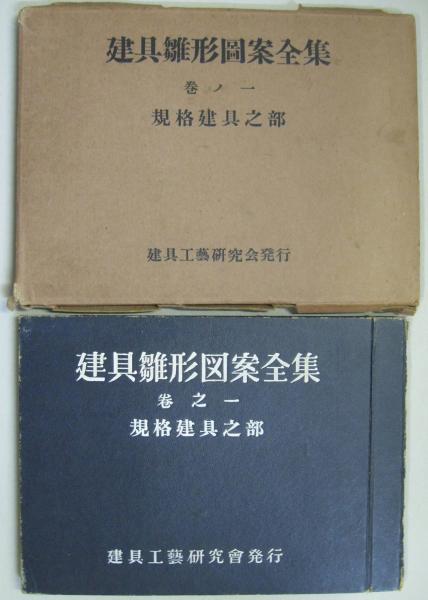 建具雛形圖案全集
巻ノ一
規格建具之部
建具工藝研究会発行
建具雛形図案全集
巻之一
規格建具之部
建具工藝研究會発行